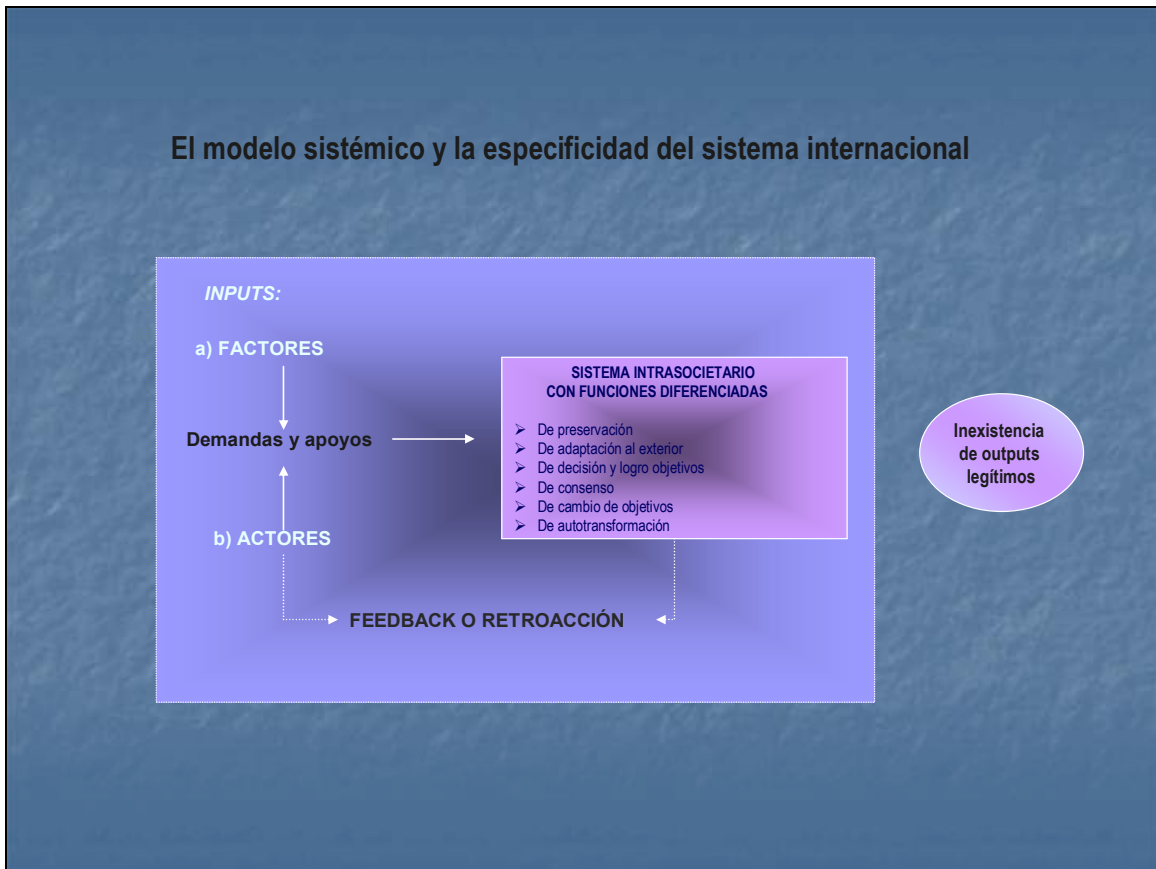 El modelo sistémico y la especificidad del sistema internacional
INPUTS:
a) FACTORES
Demandas y apoyos
b) ACTORES
SISTEMA INTRASOCIETARIO
CON FUNCIONES DIFERENCIADAS
➢ De preservación
➢ De adaptación al exterior
➢ De decisión y logro objetivos
➢ De consenso
➢ De cambio de objetivos
➢ De autotransformación
FEEDBACK O RETROACCIÓN
Inexistencia
de outputs
legítimos